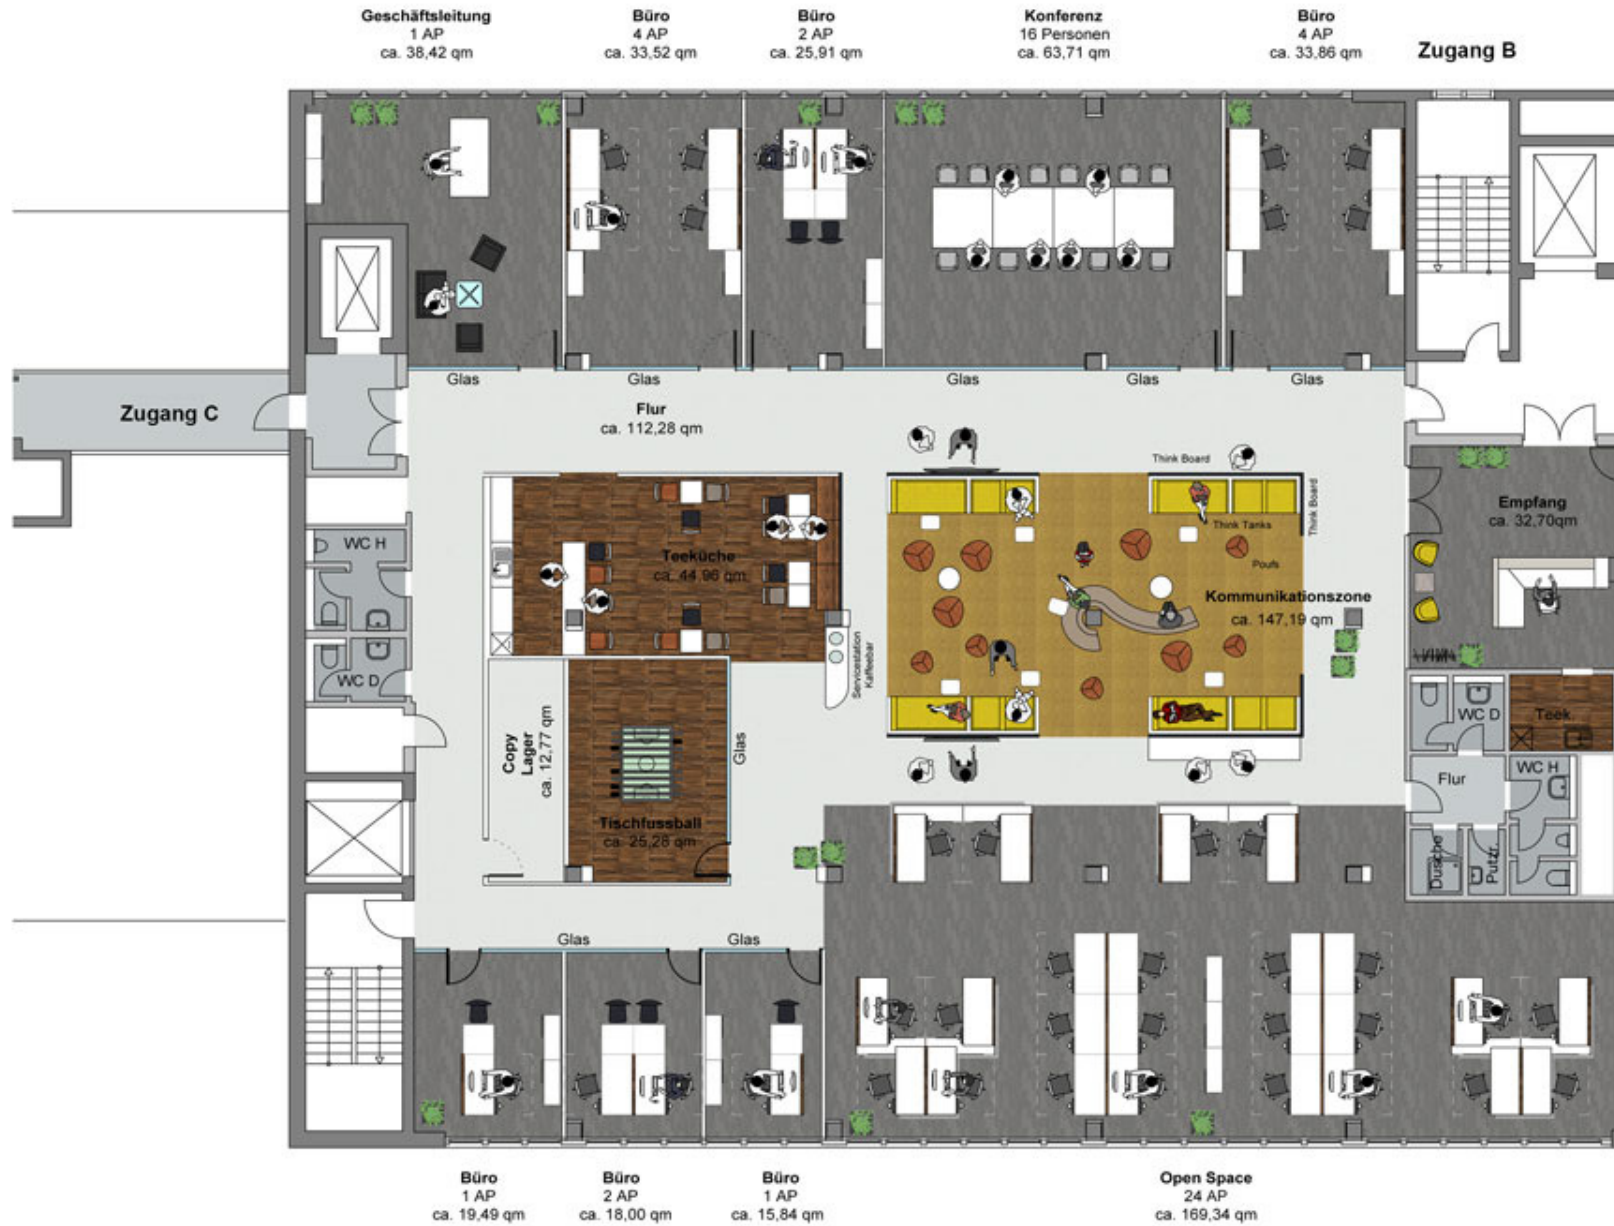 Geschäftsleitung
1 AP
ca. 38,42 qm
Büro
4 AP
ca. 33,52 qm
Büro
2 AP
ca. 25,91 qm
Konferenz
16 Personen
ca. 63,71 qm
Büro
4 AP
ca. 33,86 qm
Zugang B
Glas
Glas
Glas
Glas
Glas
Zugang C
Flur
ca. 112,28 qm
Think Board
Think Board
Think Tanks
Poufs
Empfang
ca. 32,70qm
WC H
Teeküche
ca. 44,96 qm
Kommunikationszone
ca. 147,19 qm
Servicestation
Kaffeebar
WC D
Copy
Lager
ca. 12,77 qm
Glas
WC D
Teek.
Flur
WC H
Tischfussball
ca. 25,28 qm
Dusche
Putzr.
Glas
Glas
Büro
1 AP
ca. 19,49 qm
Büro
2 AP
ca. 18,00 qm
Büro
1 AP
ca. 15,84 qm
Open Space
24 AP
ca. 169,34 qm